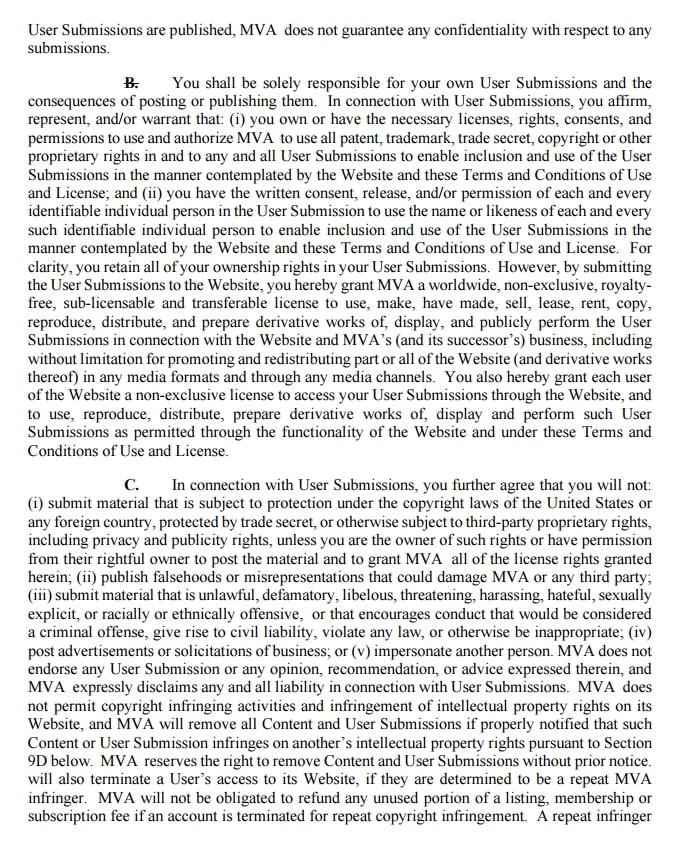 User Submissions are published, MVA does not guarantee any confidentiality with respect to any
submissions.
B. You shall be solely responsible for your own User Submissions and the
consequences of posting or publishing them. In connection with User Submissions, you affirm,
represent, and/or warrant that: (i) you own or have the necessary licenses, rights, consents, and
permissions to use and authorize MVA to use all patent, trademark, trade secret, copyright or other
proprietary rights in and to any and all User Submissions to enable inclusion and use of the User
Submissions in the manner contemplated by the Website and these Terms and Conditions of Use
and License; and (ii) you have the written consent, release, and/or permission of each and every
identifiable individual person in the User Submission to use the name or likeness of each and every
such identifiable individual person to enable inclusion and use of the User Submissions in the
manner contemplated by the Website and these Terms and Conditions of Use and License. For
clarity, you retain all of your ownership rights in your User Submissions. However, by submitting
the User Submissions to the Website, you hereby grant MVA a worldwide, non-exclusive, royalty-
free, sub-licensable and transferable license to use, make, have made, sell, lease, rent, copy,
reproduce, distribute, and prepare derivative works of, display, and publicly perform the User
Submissions in connection with the Website and MVA's (and its successor's) business, including
without limitation for promoting and redistributing part or all of the Website (and derivative works
thereof) in any media formats and through any media channels. You also hereby grant each user
of the Website a non-exclusive license to access your User Submissions through the Website, and
to use, reproduce, distribute, prepare derivative works of, display and perform such User
Submissions as permitted through the functionality of the Website and under these Terms and
Conditions of Use and License.
C. In connection with User Submissions, you further agree that you will not:
(i) submit material that is subject to protection under the copyright laws of the United States or
any foreign country, protected by trade secret, or otherwise subject to third-party proprietary rights,
including privacy and publicity rights, unless you are the owner of such rights or have permission
from their rightful owner to post the material and to grant MVA all of the license rights granted
herein; (ii) publish falsehoods or misrepresentations that could damage MVA or any third party;
(iii) submit material that is unlawful, defamatory, libelous, threatening, harassing, hateful, sexually
explicit, or racially or ethnically offensive, or that encourages conduct that would be considered
a criminal offense, give rise to civil liability, violate any law, or otherwise be inappropriate; (iv)
post advertisements or solicitations of business; or (v) impersonate another person. MVA does not
endorse any User Submission or any opinion, recommendation, or advice expressed therein, and
MVA expressly disclaims any and all liability in connection with User Submissions. MVA does
not permit copyright infringing activities and infringement of intellectual property rights on its
Website, and MVA will remove all Content and User Submissions if properly notified that such
Content or User Submission infringes on another's intellectual property rights pursuant to Section
9D below. MVA reserves the right to remove Content and User Submissions without prior notice.
will also terminate a User's access to its Website, if they are determined to be a repeat MVA
infringer. MVA will not be obligated to refund any unused portion of a listing, membership or
subscription fee if an account is terminated for repeat copyright infringement. A repeat infringer